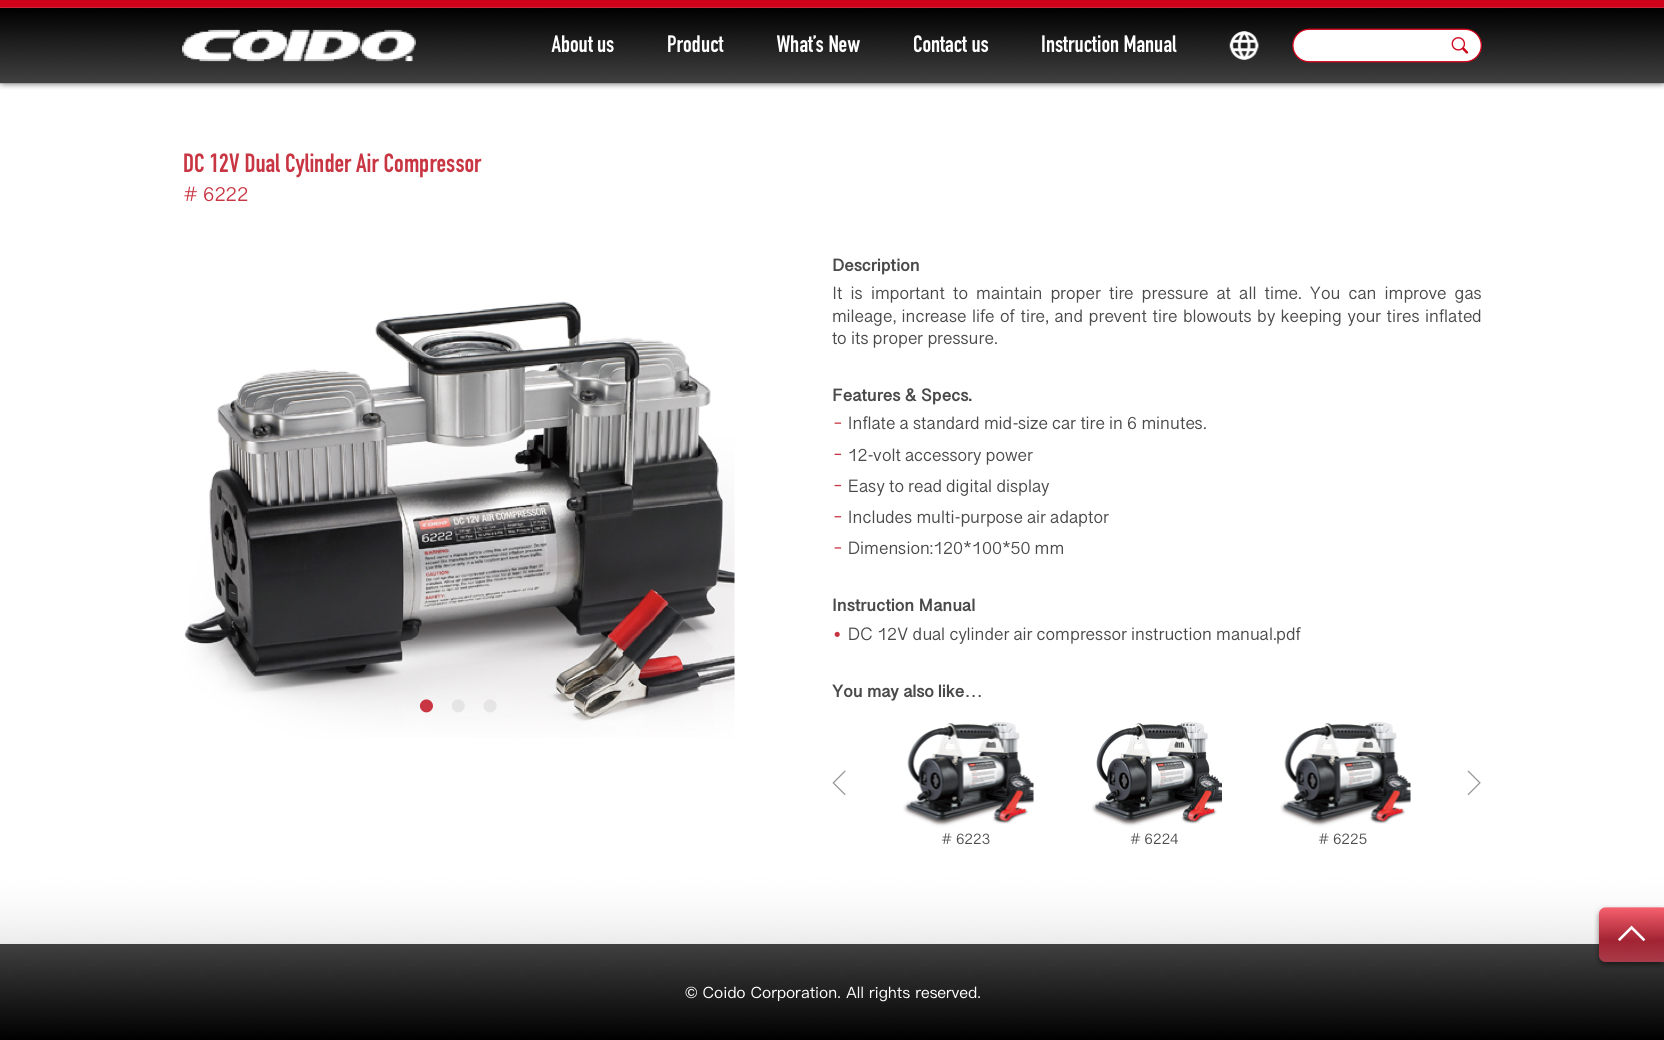 COIDO
About us
Product
What's New
Contact us
Instruction Manual
DC 12V Dual Cylinder Air Compressor
# 6222
Description
It is important to maintain proper tire pressure at all time. You can improve gas
mileage, increase life of tire, and prevent tire blowouts by keeping your tires inflated
to its proper pressure.
Features & Specs.
- Inflate a standard mid-size car tire in 6 minutes.
- 12-volt accessory power
- Easy to read digital display
- Includes multi-purpose air adaptor
- Dimension:120*100*50 mm
Instruction Manual
• DC 12V dual cylinder air compressor instruction manual.pdf
You may also like…
# 6223
# 6224
# 6225
DC 12V AIR COMPRESSOR
6222
WARNING:
CAUTION:
SAFETY:
© Coido Corporation. All rights reserved.